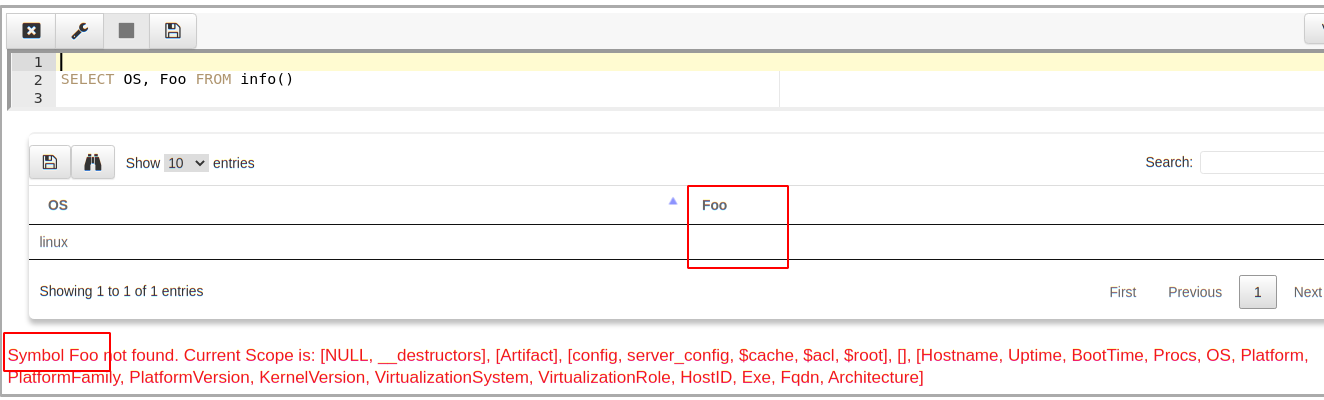 1
2 SELECT OS, Foo FROM info()
3
Show 10 entries Search:
OS Foo
linux
Showing 1 to 1 of 1 entries First Previous 1 Next
Symbol Foo not found. Current Scope is: [NULL, __destructors], [Artifact], [config, server_config, $cache, $acl, $root], [], [Hostname, Uptime, BootTime, Procs, OS, Platform,
PlatformFamily, PlatformVersion, KernelVersion, VirtualizationSystem, VirtualizationRole, HostID, Exe, Fqdn, Architecture]